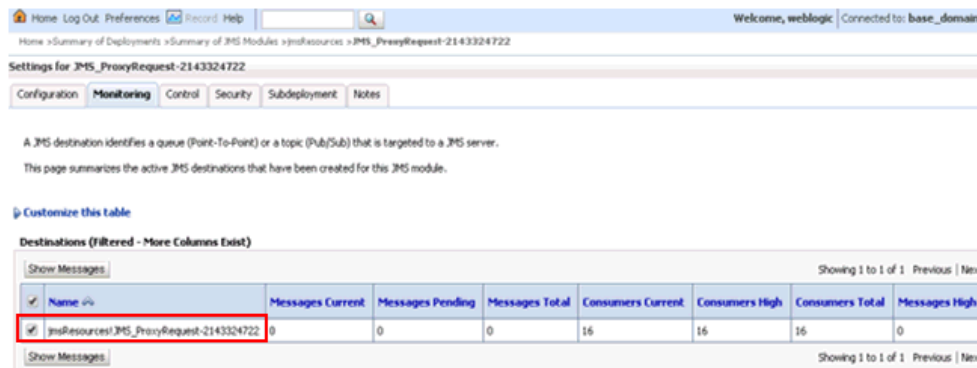 Home Log Out Preferences Record Help
Welcome, weblogic Connected to: base_domain
Home >Summary of Deployments >Summary of JMS Modules >jmsResources >JMS_ProxyRequest-2143324722
Settings for JMS_ProxyRequest-2143324722
Configuration Monitoring Control Security Subdeployment Notes
A JMS destination identifies a queue (Point-To-Point) or a topic (Pub/Sub) that is targeted to a JMS server.
This page summarizes the active JMS destinations that have been created for this JMS module.
Customize this table
Destinations (Filtered - More Columns Exist)
Show Messages Showing 1 to 1 of 1 Previous | Nex
Name Messages Current Messages Pending Messages Total Consumers Current Consumers High Consumers Total Messages High
jmsResources!JMS_ProxyRequest-2143324722 0 0 0 16 16 16 0
Show Messages Showing 1 to 1 of 1 Previous | Nex